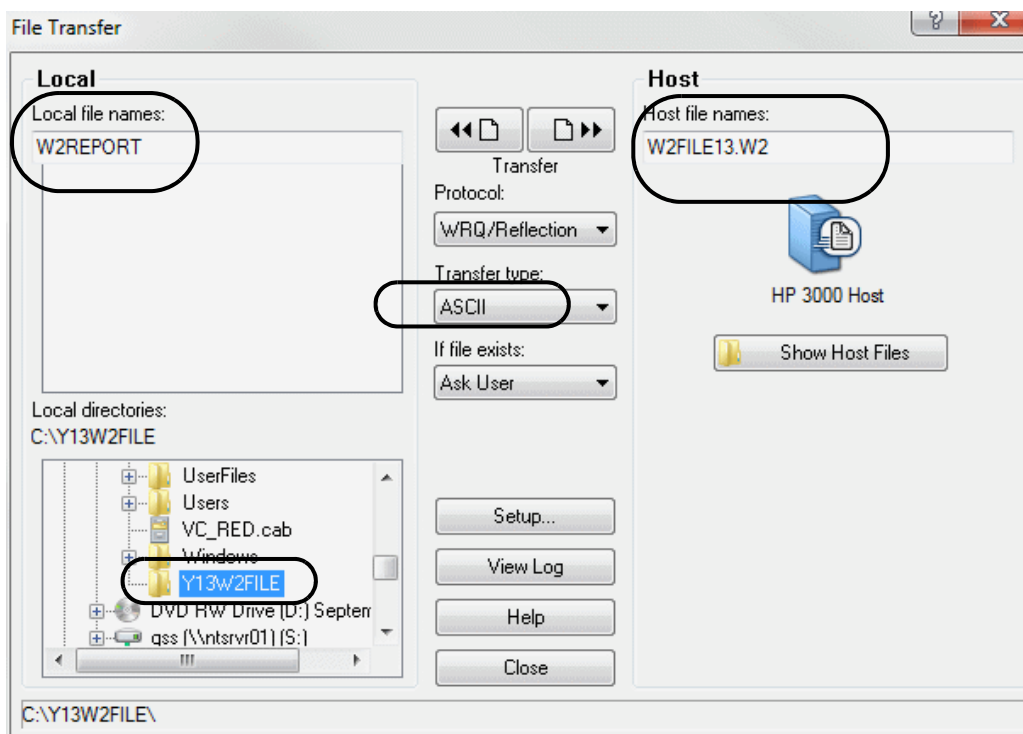 File Transfer
Local
Local file names:
W2REPORT
Local directories:
C:\Y13W2FILE
UserFiles
Users
VC_RED.cab
Windows
Y13W2FILE
DVD RW Drive (D:) Septem
gss (\\ntsrvr01) (S:)
Transfer
Protocol:
WRQ/Reflection
Transfer type:
ASCII
If file exists:
Ask User
Setup...
View Log
Help
Close
Host
Host file names:
W2FILE13.W2
HP 3000 Host
Show Host Files
C:\Y13W2FILE\